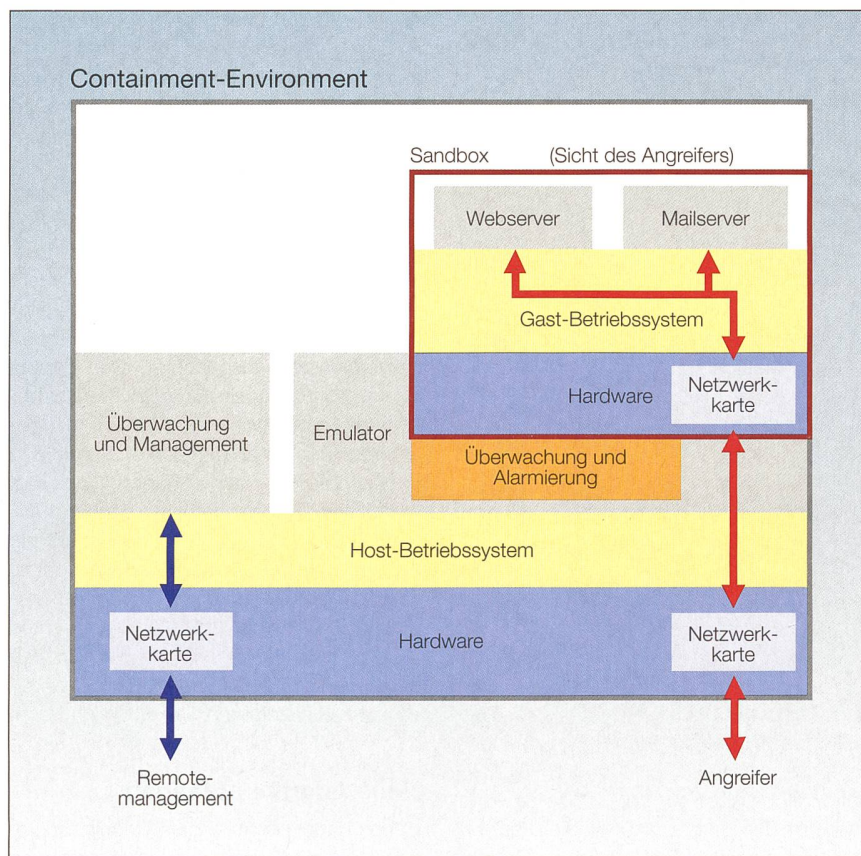 Containment-Environment
Sandbox (Sicht des Angreifers)
Webserver
Mailserver
Gast-Betriebssystem
Hardware
Netzwerk-
karte
Überwachung
und Management
Emulator
Überwachung und
Alarmierung
Host-Betriebssystem
Netzwerk-
karte
Hardware
Netzwerk-
karte
Remote-
management
Angreifer